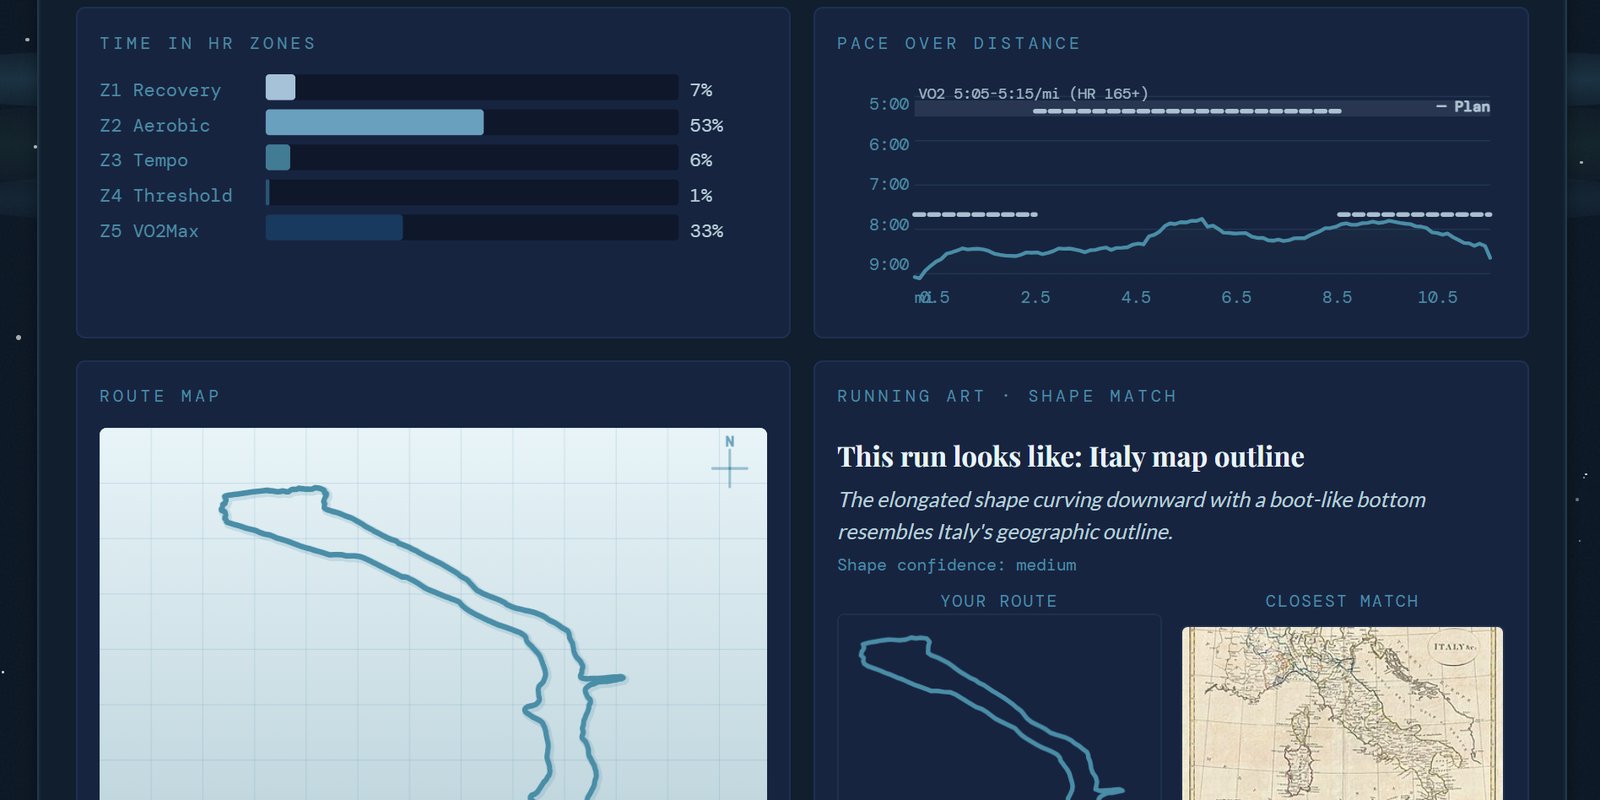 TIME IN HR ZONES
Z1 Recovery 7%
Z2 Aerobic 53%
Z3 Tempo 6%
Z4 Threshold 1%
Z5 VO2Max 33%
PACE OVER DISTANCE
VO2 5:05-5:15/mi (HR 165+)
— Plan
5:00
6:00
7:00
8:00
9:00
mi
0.5 2.5 4.5 6.5 8.5 10.5
ROUTE MAP
N
RUNNING ART · SHAPE MATCH
This run looks like: Italy map outline
The elongated shape curving downward with a boot-like bottom
resembles Italy's geographic outline.
Shape confidence: medium
YOUR ROUTE
CLOSEST MATCH
ITALY &c.